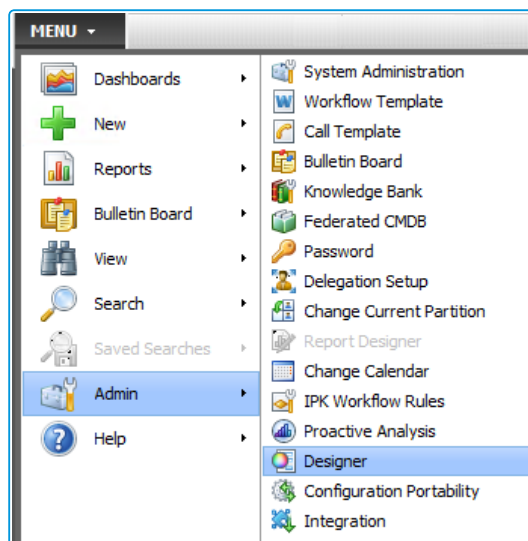 MENU
Dashboards
New
Reports
Bulletin Board
View
Search
Saved Searches
Admin
Help
System Administration
Workflow Template
Call Template
Bulletin Board
Knowledge Bank
Federated CMDB
Password
Delegation Setup
Change Current Partition
Report Designer
Change Calendar
IPK Workflow Rules
Proactive Analysis
Designer
Configuration Portability
Integration